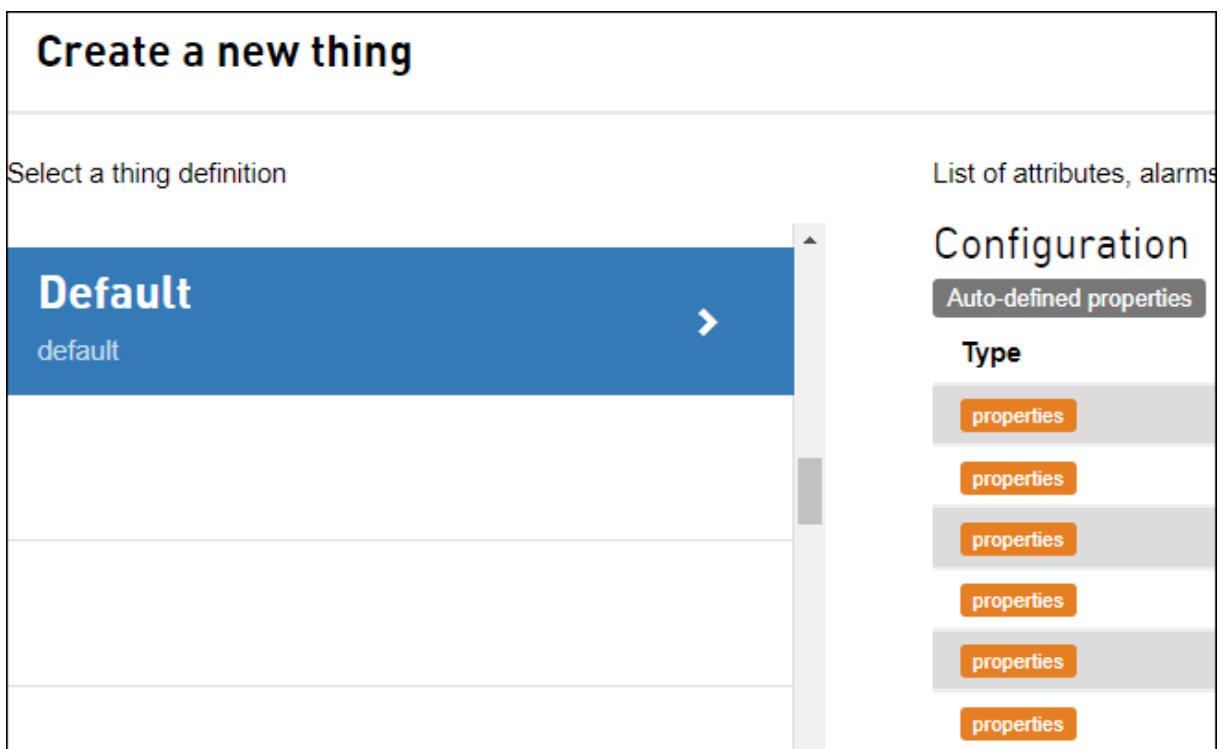 Create a new thing
Select a thing definition
List of attributes, alarms
Default
default
Configuration
Auto-defined properties
Type
properties
properties
properties
properties
properties
properties